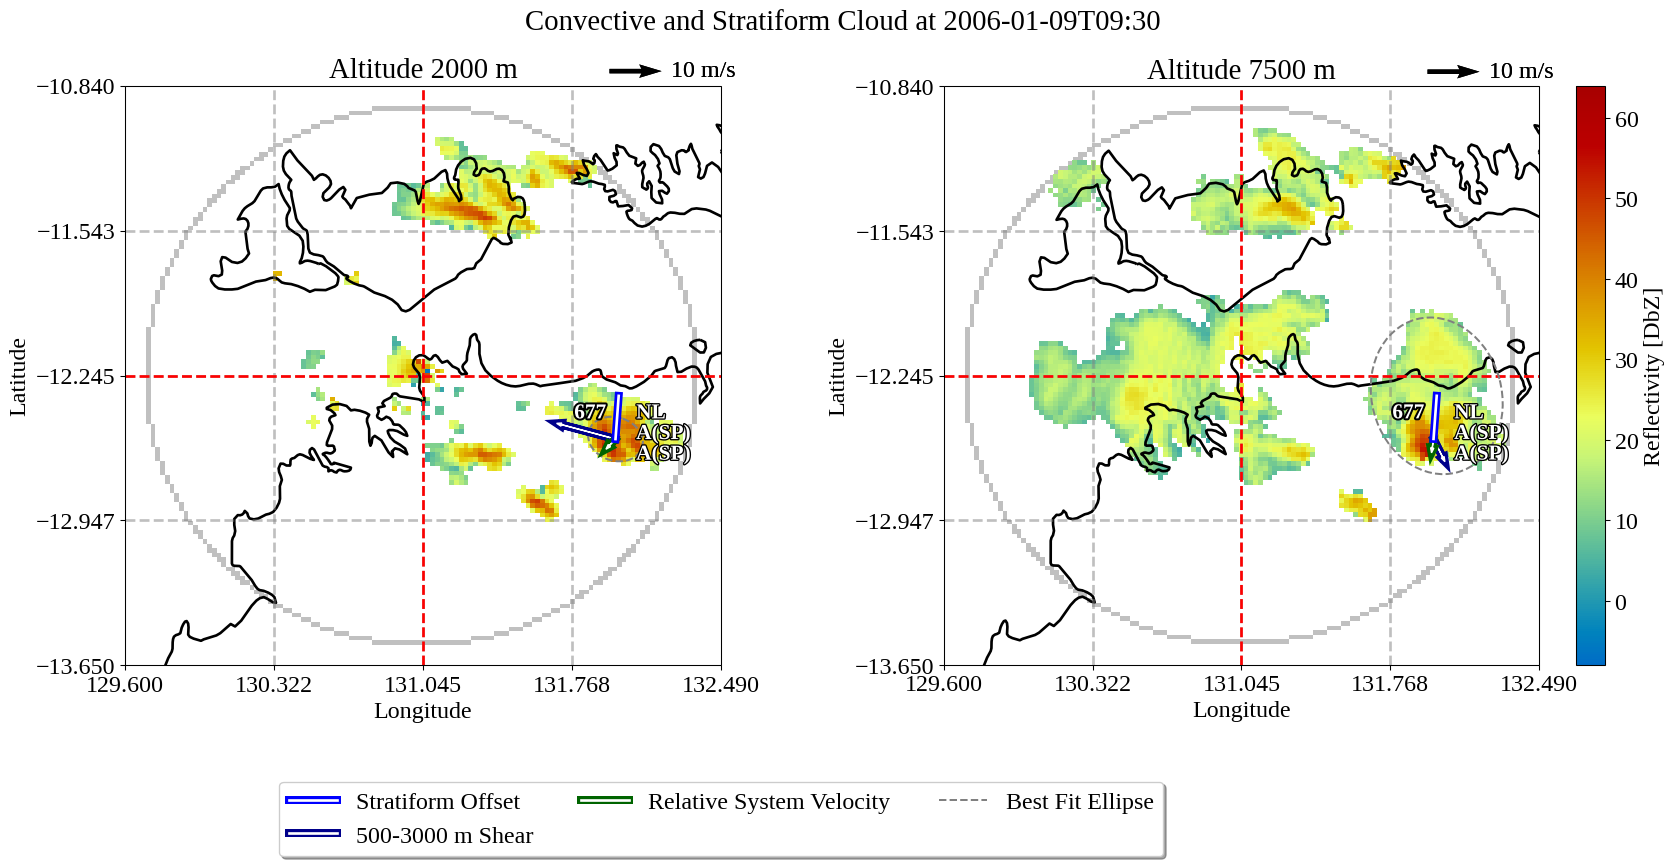 Convective and Stratiform Cloud at 2006-01-09T09:30
Altitude 2000 m
10 m/s
Altitude 7500 m
10 m/s
−10.840
−11.543
−12.245
−12.947
−13.650
Latitude
129.600
130.322
131.045
131.768
132.490
Longitude
677
NL
A(SP)
A(SP)
−10.840
−11.543
−12.245
−12.947
−13.650
Latitude
129.600
130.322
131.045
131.768
132.490
Longitude
677
NL
A(SP)
A(SP)
60
50
40
30
20
10
0
Reflectivity [DbZ]
Stratiform Offset
500-3000 m Shear
Relative System Velocity
Best Fit Ellipse